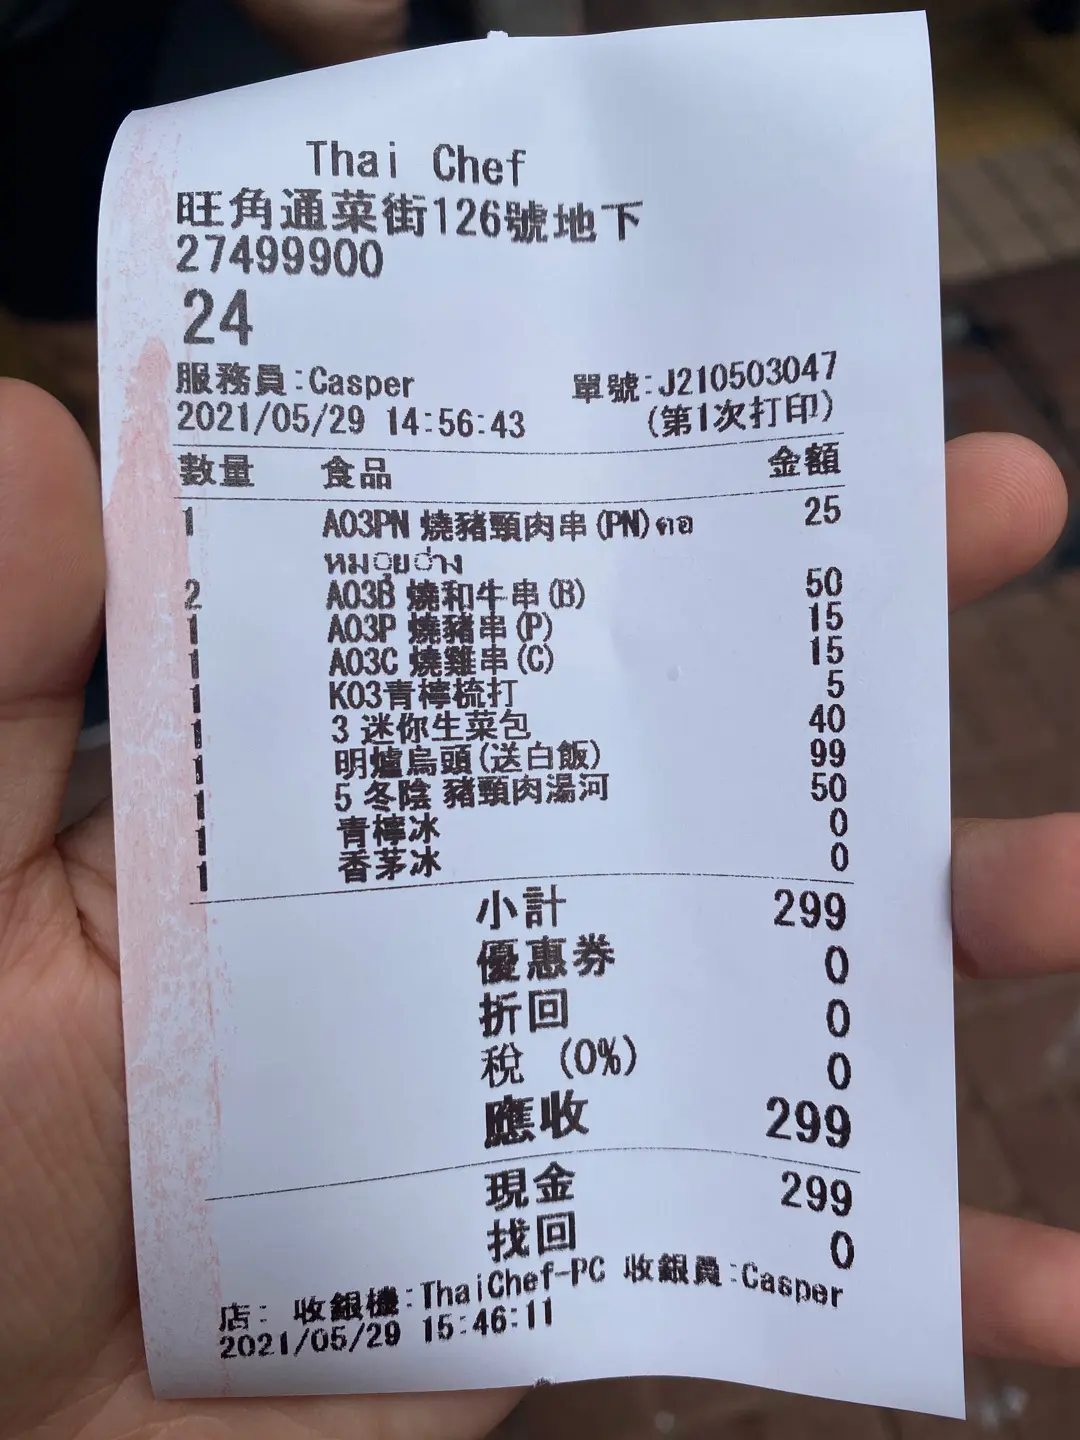 Thai Chef
旺角通菜街126號地下
27499900
24
服務員:Casper 單號:J210503047
2021/05/29 14:56:43 (第1次打印)
數量 食品 金額
1 A03PN 燒豬頸肉串(PN)คอ 25
หมูย่าง
2 A03B 燒和牛串(B) 50
1 A03P 燒豬串(P) 15
1 A03C 燒雞串(C) 15
1 K03青檸梳打 5
1 3 迷你生菜包 40
1 明爐烏頭(送白飯) 99
1 5 冬陰 豬頸肉湯河 50
1 青檸冰 0
1 香茅冰 0
小計 299
優惠券 0
折回 0
稅 (0%) 0
應收 299
現金 299
找回 0
店: 收銀機:ThaiChef-PC 收銀員:Casper
2021/05/29 15:46:11